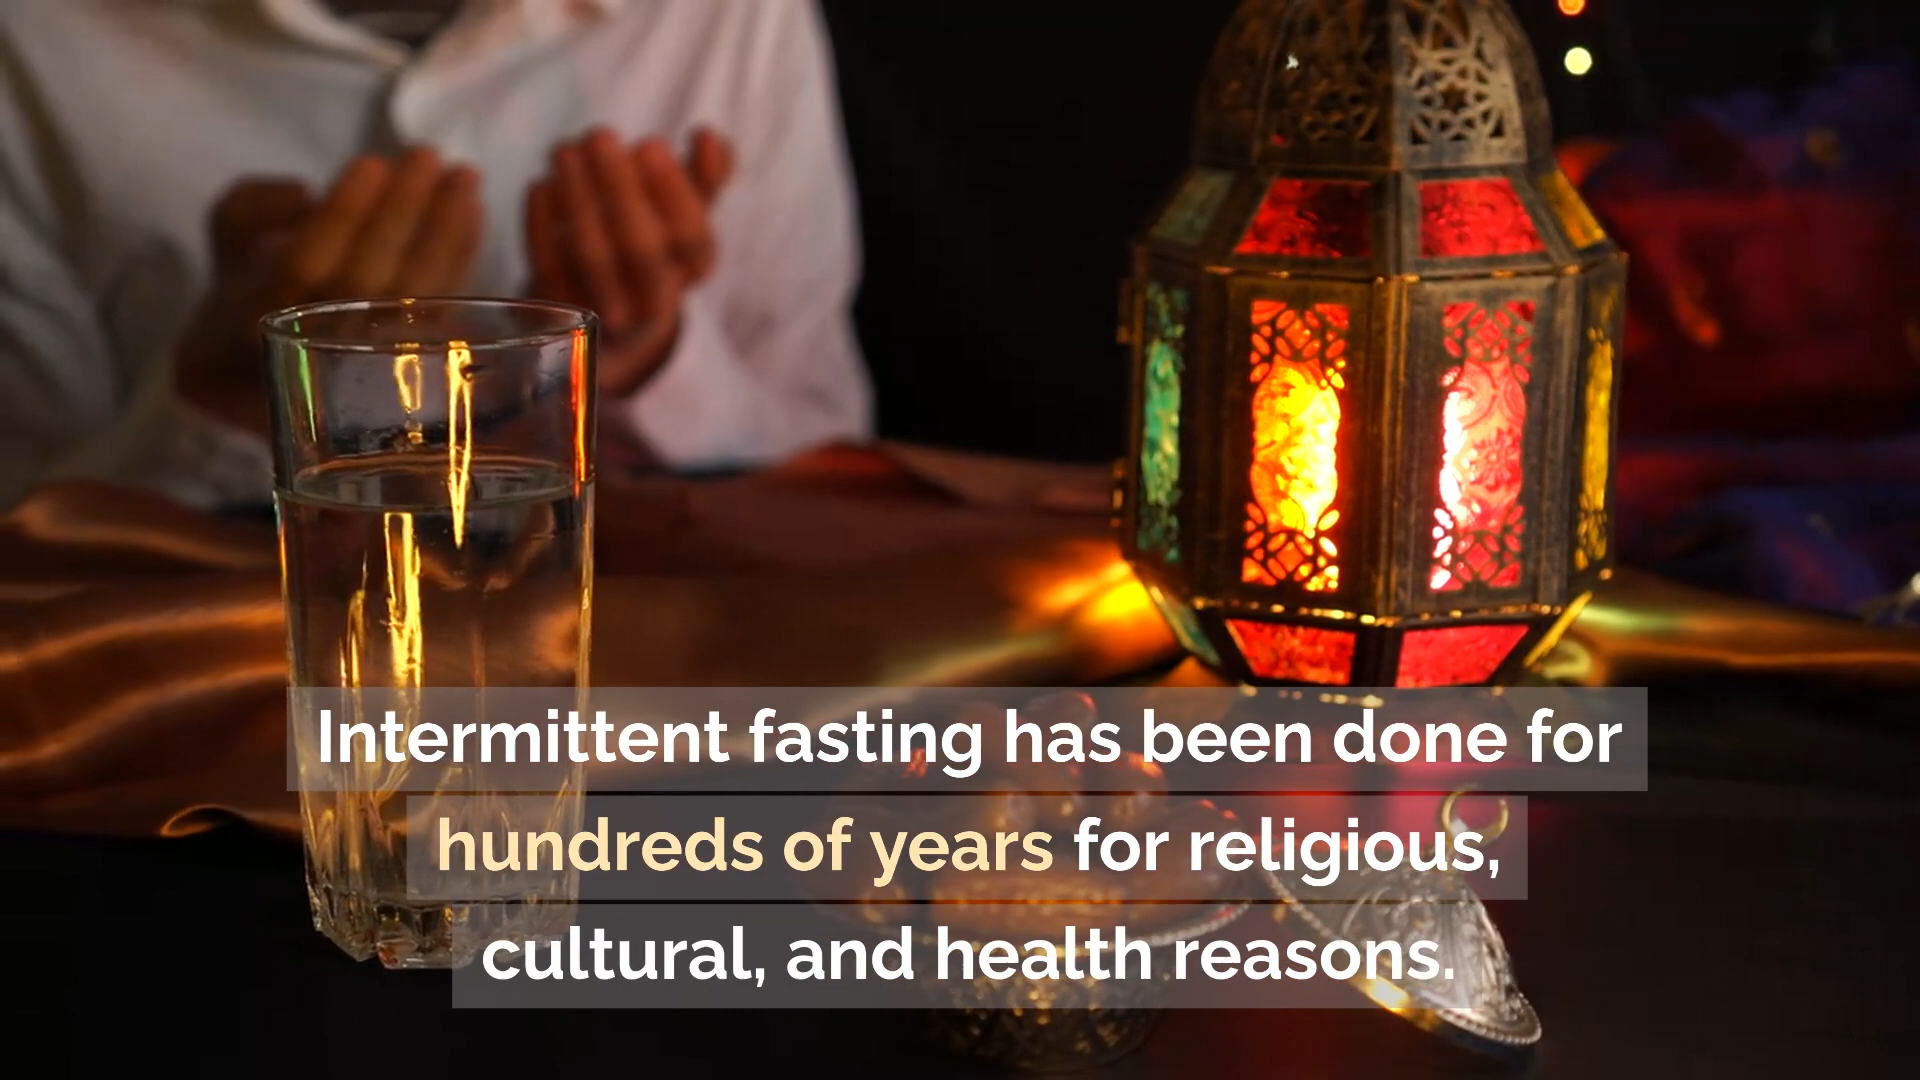 Intermittent fasting has been done for
hundreds of years for religious,
cultural, and health reasons.